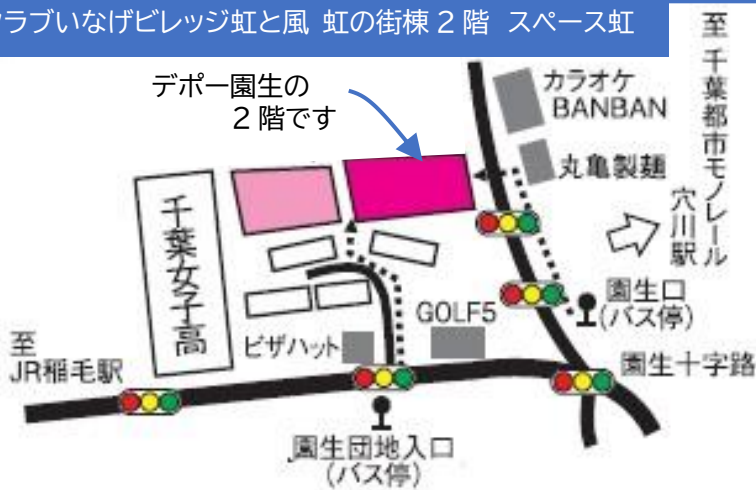 ラブいなげビレッジ虹と風 虹の街棟 2 階 スペース虹
デポー園生の
2 階です
カラオケ
BANBAN
丸亀製麺
至 千葉都市モノレール
穴川駅
千葉女子高
園生口
(バス停)
GOLF5
ピザハット
至
JR稲毛駅
園生十字路
園生団地入口
(バス停)